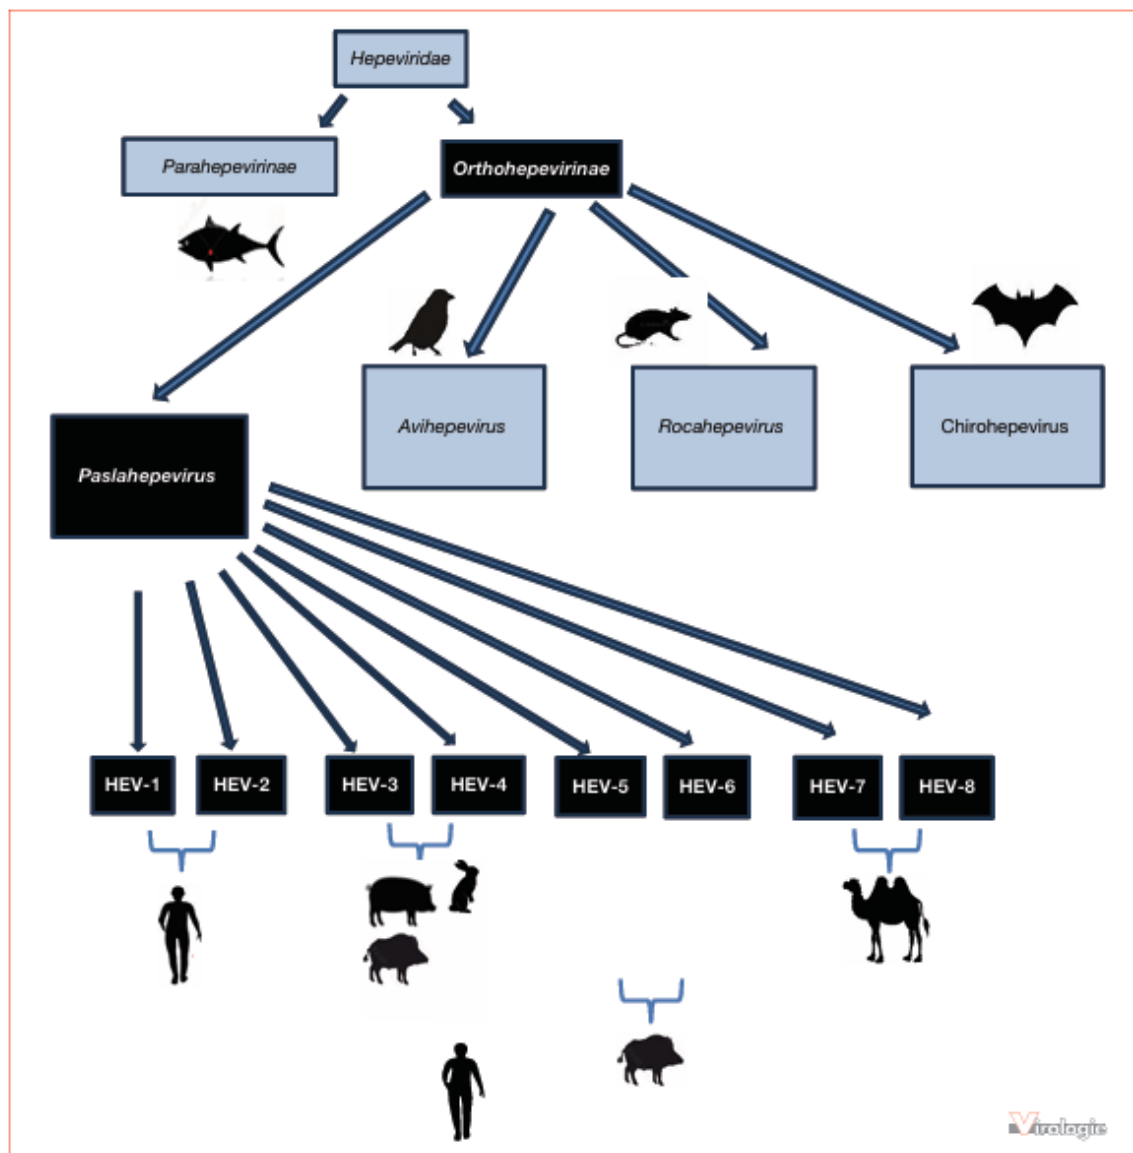 Hepeviridae
Parahepevirinae
Orthohepevirinae
Avihepevirus
Rocahepevirus
Chirohepevirus
Paslahepevirus
HEV-1
HEV-2
HEV-3
HEV-4
HEV-5
HEV-6
HEV-7
HEV-8
Virologie